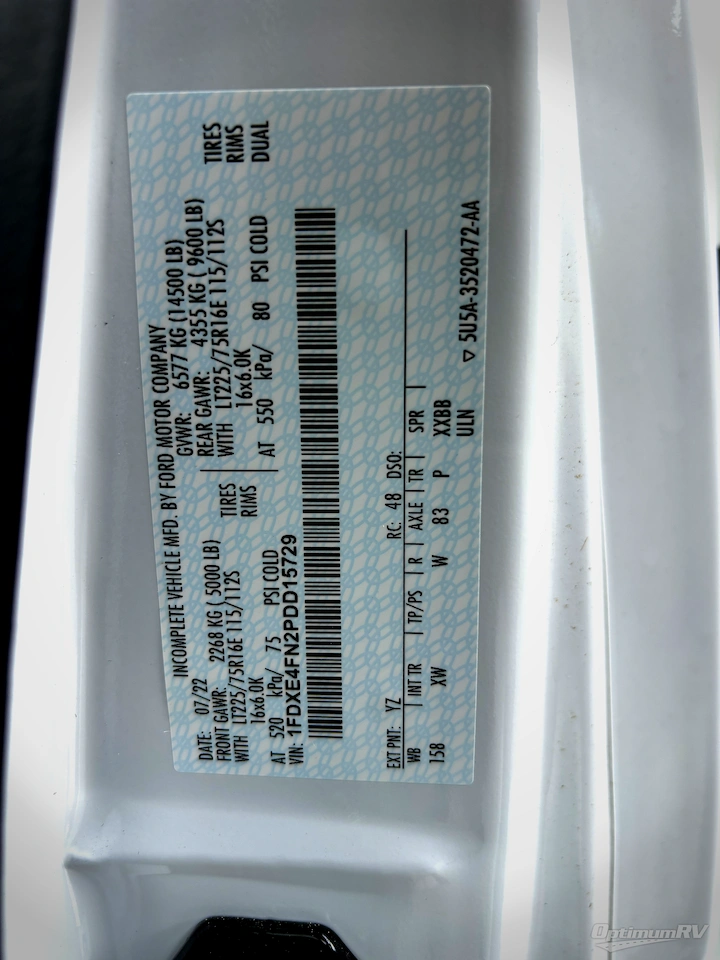 INCOMPLETE VEHICLE MFD. BY FORD MOTOR COMPANY
DATE: 07/22 GVWR: 6577 KG (14500 LB)
FRONT GAWR: 2268 KG (5000 LB) REAR GAWR: 4355 KG (9600 LB)
WITH LT225/75R16E 115/112S TIRES WITH LT225/75R16E 115/112S TIRES
16x6.0K RIMS 16x6.0K RIMS
AT 520 kPa/ 75 PSI COLD AT 550 kPa/ 80 PSI COLD DUAL
VIN: 1FDXE4FN2PDD15729
EXT PNT: YZ RC: 48 DSO:
WB INT TR TP/PS R AXLE TR SPR
158 XW W 83 P XXBB
ULN
▽ 5U5A-3520472-AA
OptimumRV